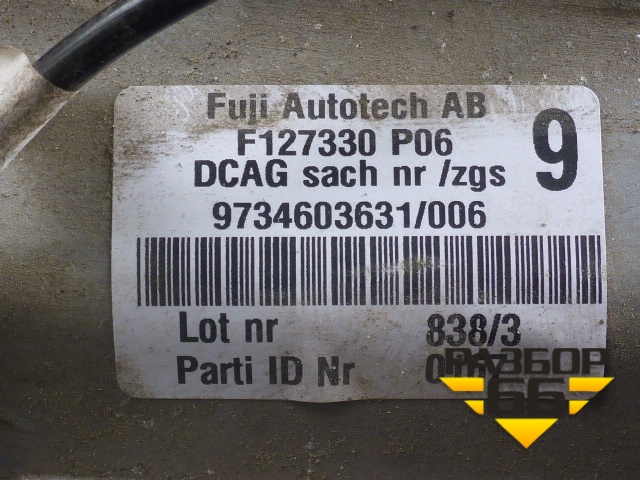 Fuji Autotech AB
F127330 P06
DCAG sach nr /zgs
9
9734603631/006
Lot nr 838/3
Parti ID Nr
РАЗБОР
66